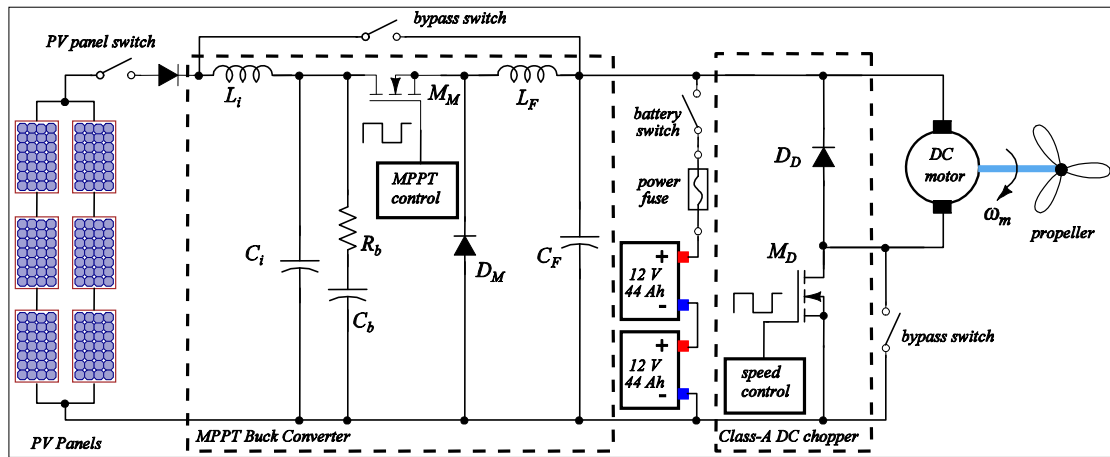 bypass switch
PV panel switch
L_i
M_M
L_F
MPPT
control
R_b
C_i
C_b
D_M
C_F
battery
switch
power
fuse
+
12 V
44 Ah
-
+
12 V
44 Ah
-
D_D
M_D
speed
control
DC
motor
ω_m
propeller
bypass switch
PV Panels
MPPT Buck Converter
Class-A DC chopper